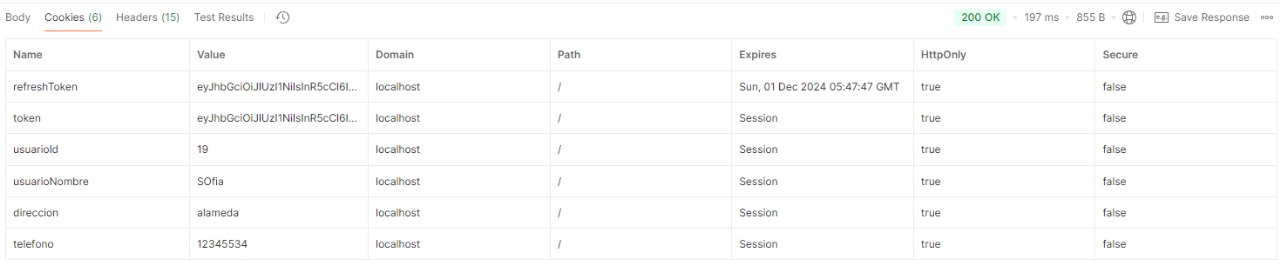 Body Cookies (6) Headers (15) Test Results 200 OK 197 ms 855 B e.g. Save Response
Name Value Domain Path Expires HttpOnly Secure
refreshToken eyJhbGciOiJIUzI1NiIsInR5cCI6I... localhost / Sun, 01 Dec 2024 05:47:47 GMT true false
token eyJhbGciOiJIUzI1NiIsInR5cCI6I... localhost / Session true false
usuarioId 19 localhost / Session true false
usuarioNombre SOfia localhost / Session true false
direccion alameda localhost / Session true false
telefono 12345534 localhost / Session true false